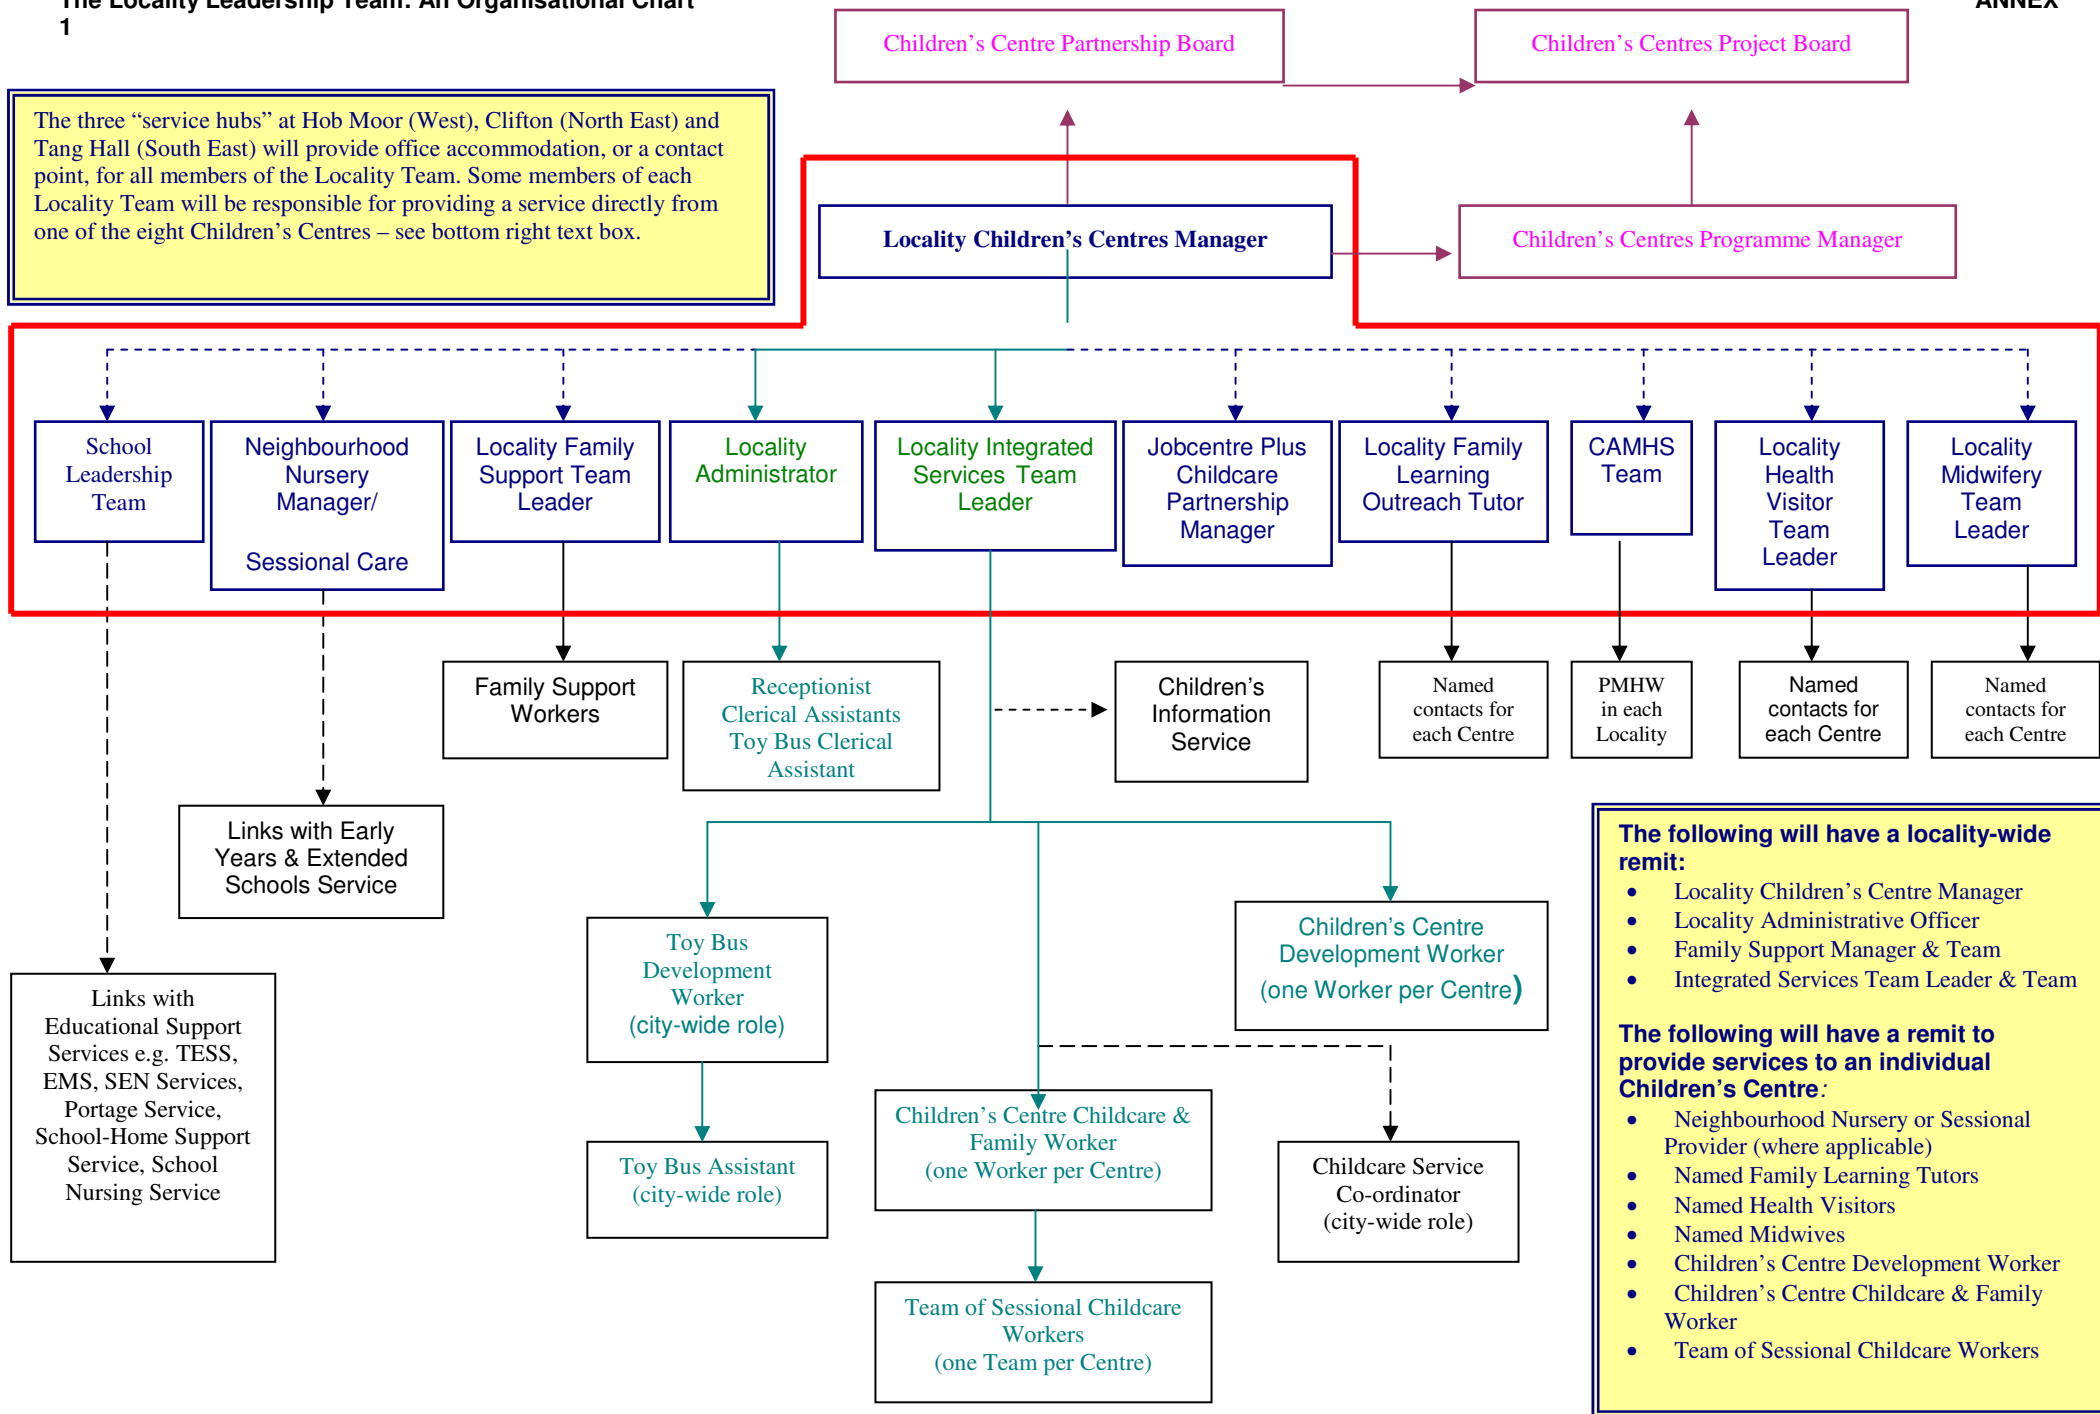 The Locality Leadership Team: An Organisational Chart
ANNEX
1
Children's Centre Partnership Board
Children's Centres Project Board
The three “service hubs” at Hob Moor (West), Clifton (North East) and
Tang Hall (South East) will provide office accommodation, or a contact
point, for all members of the Locality Team. Some members of each
Locality Team will be responsible for providing a service directly from
one of the eight Children’s Centres – see bottom right text box.
Locality Children’s Centres Manager
Children’s Centres Programme Manager
School
Leadership
Team
Neighbourhood
Nursery
Manager/
Sessional Care
Locality Family
Support Team
Leader
Locality
Administrator
Locality Integrated
Services Team
Leader
Jobcentre Plus
Childcare
Partnership
Manager
Locality Family
Learning
Outreach Tutor
CAMHS
Team
Locality
Health
Visitor
Team
Leader
Locality
Midwifery
Team
Leader
Family Support
Workers
Receptionist
Clerical Assistants
Toy Bus Clerical
Assistant
Children’s
Information
Service
Named
contacts for
each Centre
PMHW
in each
Locality
Named
contacts for
each Centre
Named
contacts for
each Centre
Links with Early
Years & Extended
Schools Service
Links with
Educational Support
Services e.g. TESS,
EMS, SEN Services,
Portage Service,
School-Home Support
Service, School
Nursing Service
Toy Bus
Development
Worker
(city-wide role)
Children’s Centre
Development Worker
(one Worker per Centre)
Toy Bus Assistant
(city-wide role)
Children’s Centre Childcare &
Family Worker
(one Worker per Centre)
Childcare Service
Co-ordinator
(city-wide role)
Team of Sessional Childcare
Workers
(one Team per Centre)
The following will have a locality-wide
remit:
• Locality Children’s Centre Manager
• Locality Administrative Officer
• Family Support Manager & Team
• Integrated Services Team Leader & Team
The following will have a remit to
provide services to an individual
Children’s Centre:
• Neighbourhood Nursery or Sessional
Provider (where applicable)
• Named Family Learning Tutors
• Named Health Visitors
• Named Midwives
• Children’s Centre Development Worker
• Children’s Centre Childcare & Family
Worker
• Team of Sessional Childcare Workers